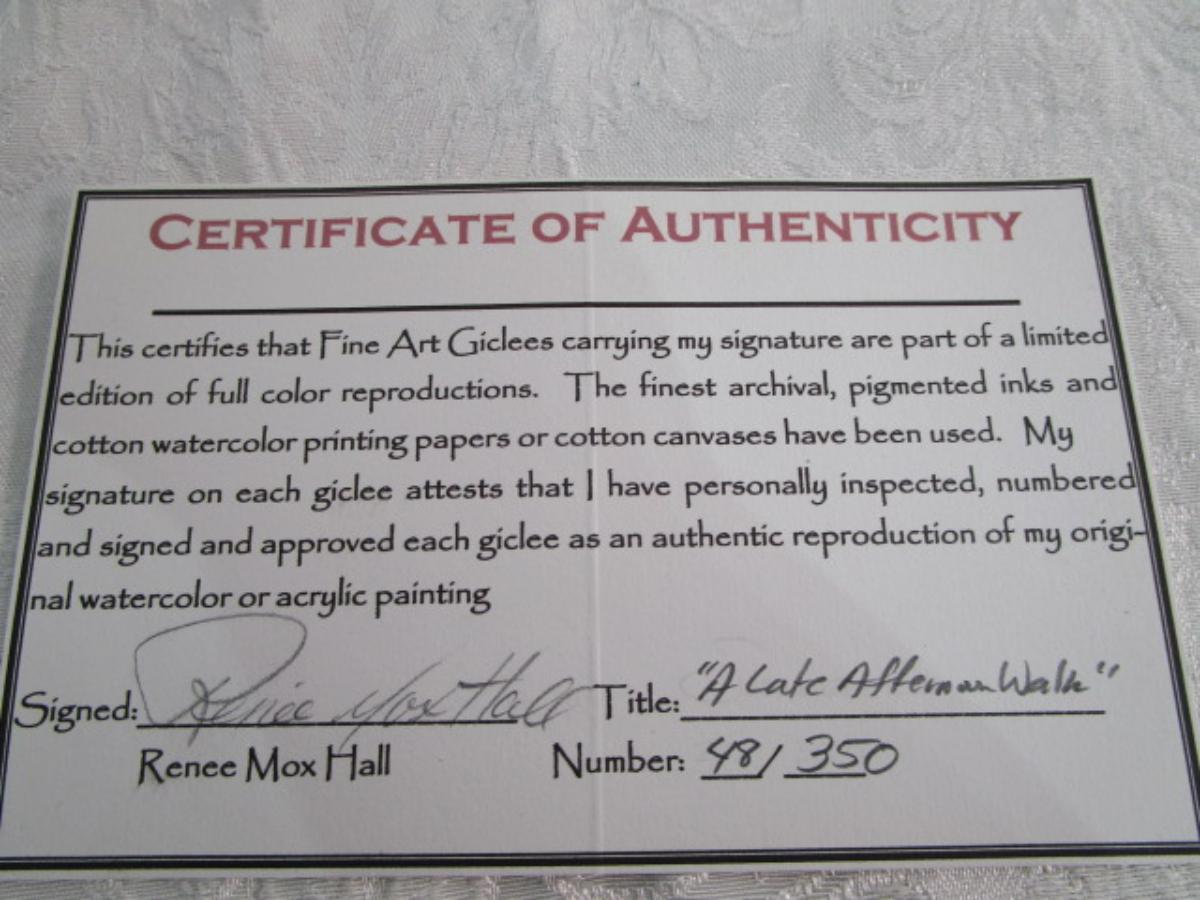 CERTIFICATE OF AUTHENTICITY
This certifies that Fine Art Giclees carrying my signature are part of a limited
edition of full color reproductions. The finest archival, pigmented inks and
cotton watercolor printing papers or cotton canvases have been used. My
signature on each giclee attests that I have personally inspected, numbered
and signed and approved each giclee as an authentic reproduction of my origi-
nal watercolor or acrylic painting
Signed: Renee Mox Hall Title: "A Late Afternoon Walk"
Renee Mox Hall Number: 48/350